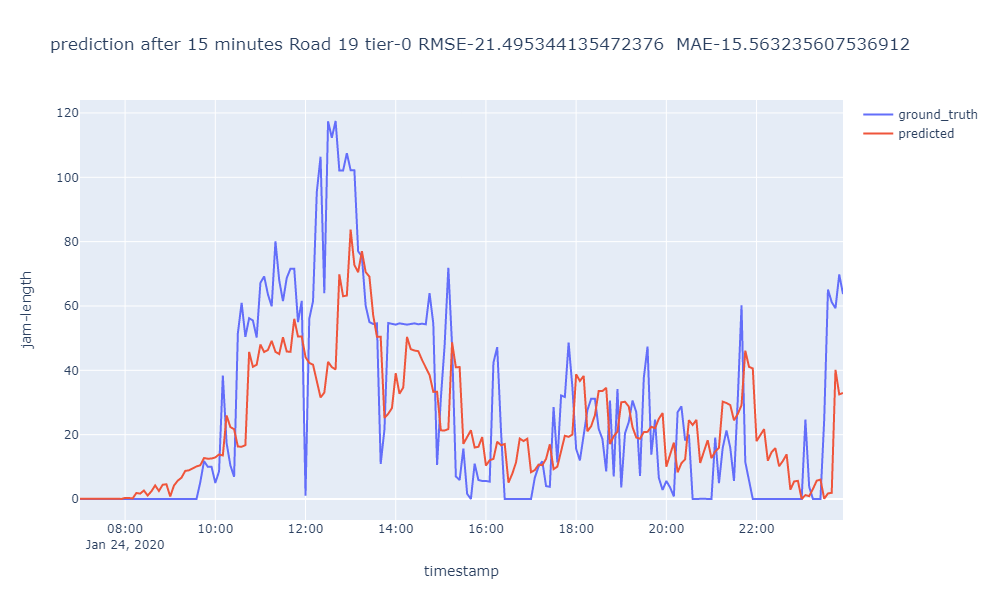 prediction after 15 minutes Road 19 tier-0 RMSE-21.495344135472376 MAE-15.563235607536912
ground_truth
predicted
120
100
80
60
40
20
0
jam-length
08:00 10:00 12:00 14:00 16:00 18:00 20:00 22:00
Jan 24, 2020
timestamp